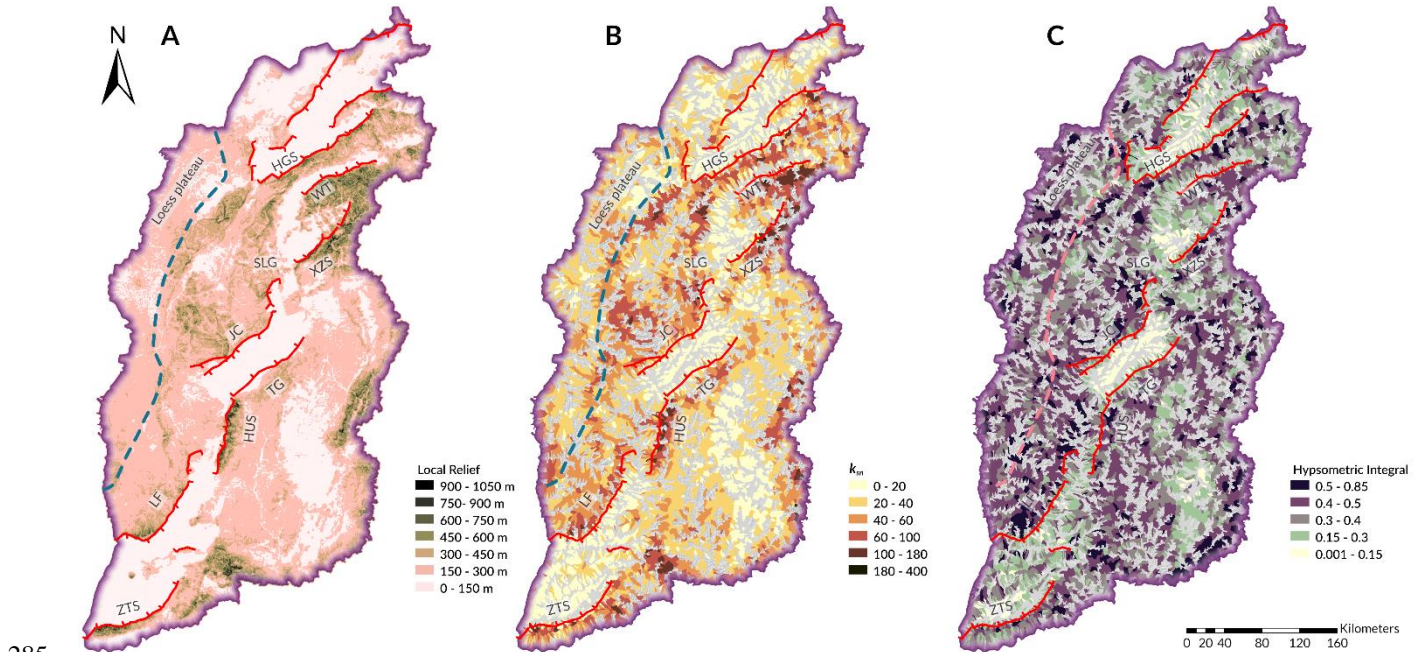 N
A
B
C
Loess plateau
HGS
WT
SLG
XZS
JC
TG
HUS
LF
ZTS
Local Relief
900 - 1050 m
750- 900 m
600 - 750 m
450 - 600 m
300 - 450 m
150 - 300 m
0 - 150 m
Loess plateau
HGS
WT
SLG
XZS
JC
TG
HUS
LF
ksn
0 - 20
20 - 40
40 - 60
60 - 100
100 - 180
180 - 400
Loess plateau
HGS
WT
SLG
XZS
JC
TG
HUS
LF
ZTS
Hypsometric Integral
0.5 - 0.85
0.4 - 0.5
0.3 - 0.4
0.15 - 0.3
0.001 - 0.15
Kilometers
0 20 40 80 120 160